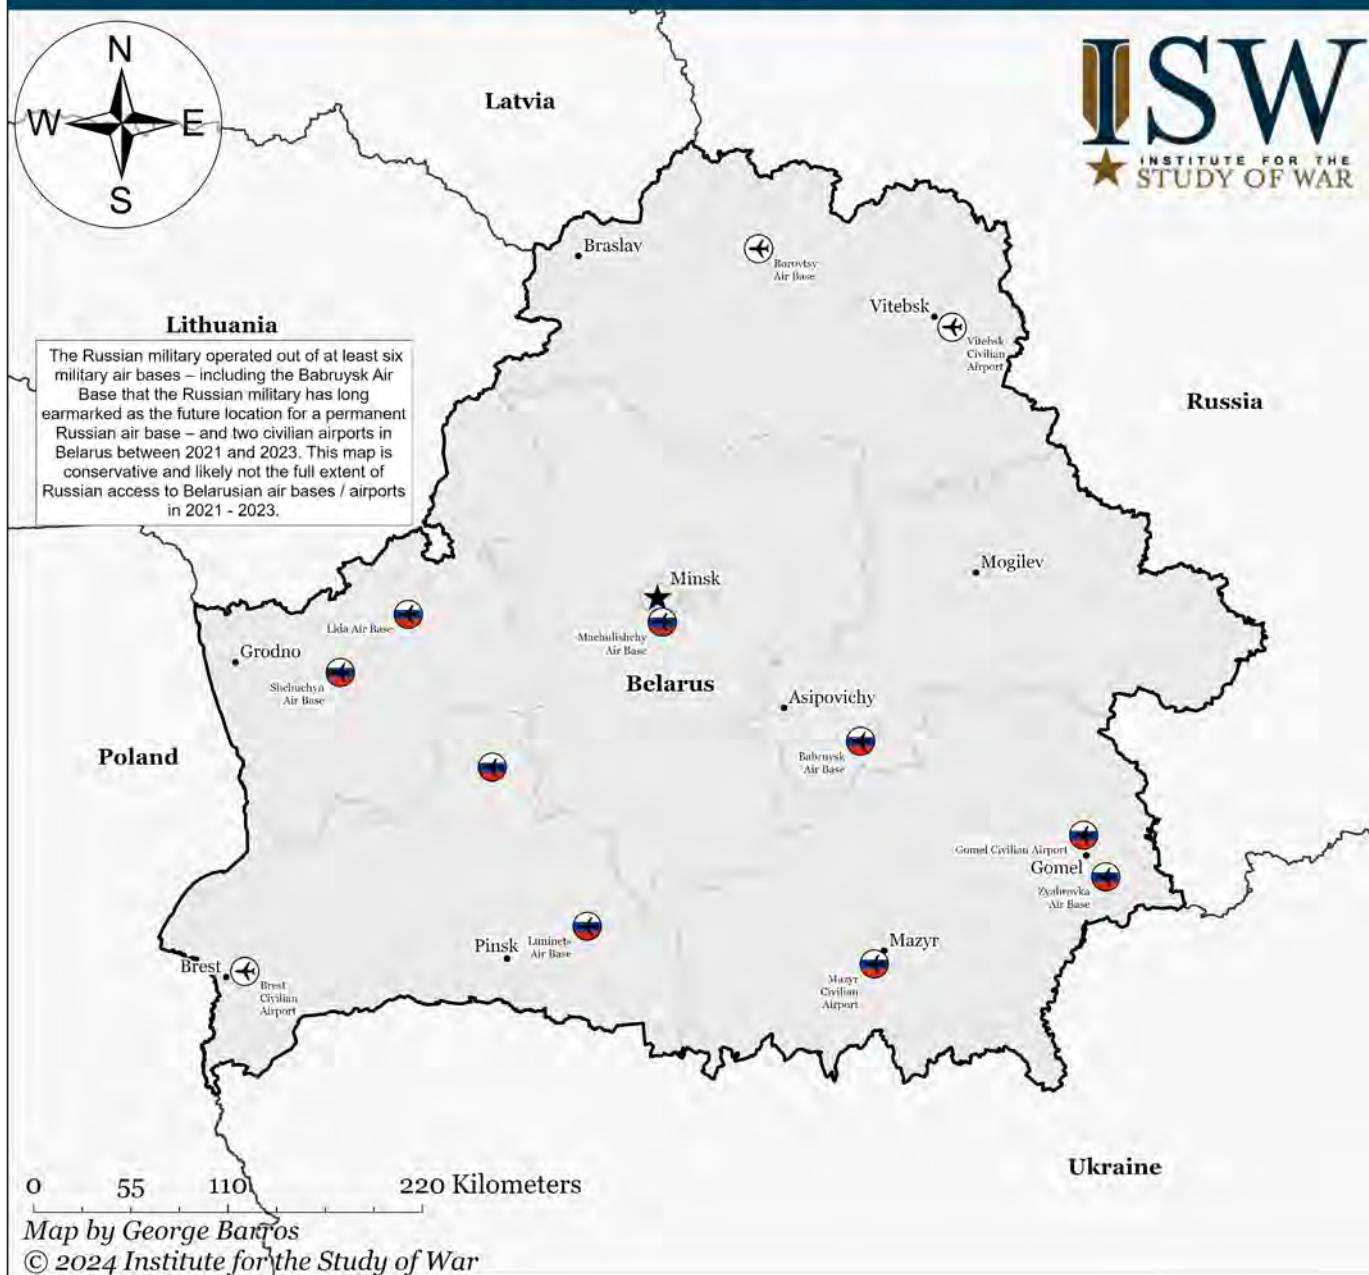 N
W E
S
Latvia
ISW
INSTITUTE FOR THE
STUDY OF WAR
Braslav
Borovtsy
Air Base
Vitebsk
Vitebsk
Civilian
Airport
Lithuania
The Russian military operated out of at least six
military air bases – including the Babruysk Air
Base that the Russian military has long
earmarked as the future location for a permanent
Russian air base – and two civilian airports in
Belarus between 2021 and 2023. This map is
conservative and likely not the full extent of
Russian access to Belarusian air bases / airports
in 2021 - 2023.
Russia
Minsk
Mogilev
Lida Air Base
Machulishchy
Air Base
Grodno
Shchuchyn
Air Base
Belarus
Asipovichy
Poland
Babruysk
Air Base
Gomel Civilian Airport
Gomel
Zyabrovka
Air Base
Pinsk
Luninets
Air Base
Mazyr
Mazyr
Civilian
Airport
Brest
Brest
Civilian
Airport
Ukraine
0 55 110 220 Kilometers
Map by George Barros
© 2024 Institute for the Study of War